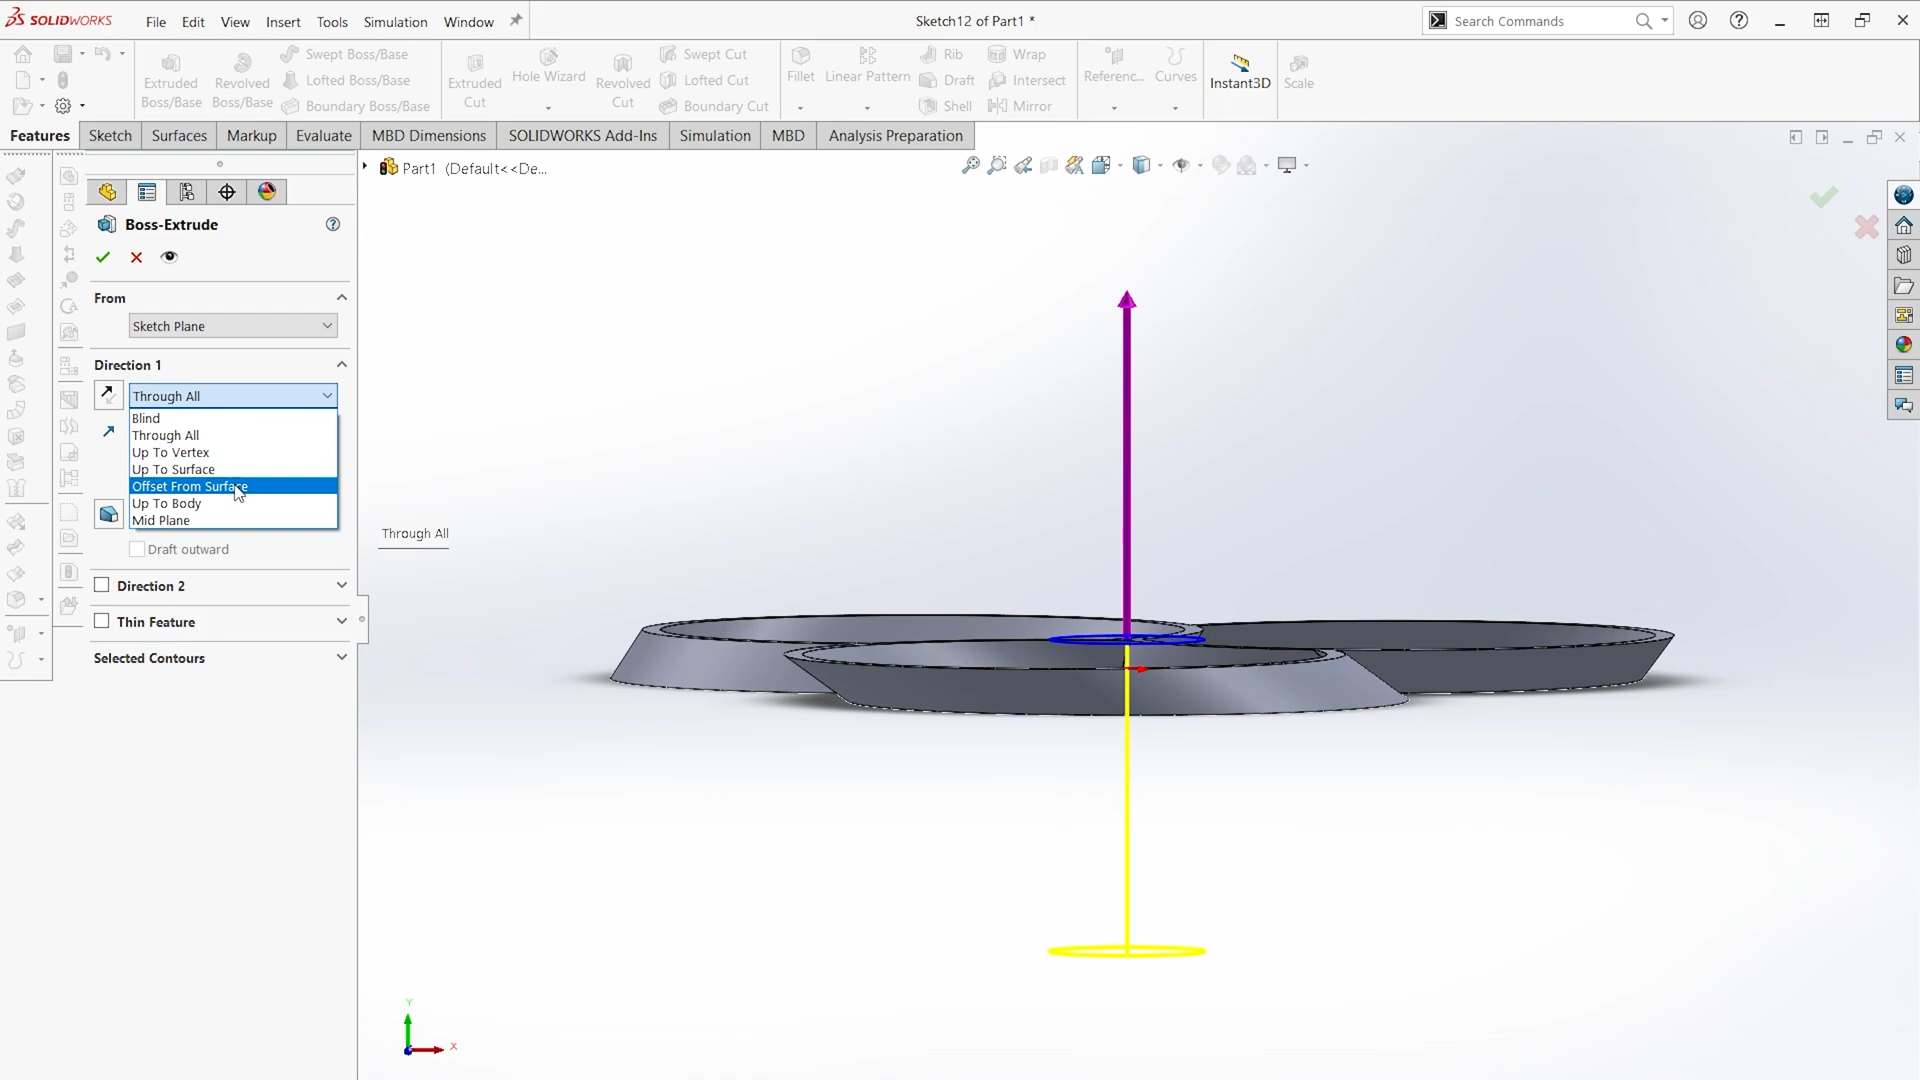 SOLIDWORKS
File Edit View Insert Tools Simulation Window
Sketch12 of Part1 *
Search Commands
Extruded Boss/Base
Revolved Boss/Base
Swept Boss/Base
Lofted Boss/Base
Boundary Boss/Base
Extruded Cut
Hole Wizard
Revolved Cut
Swept Cut
Lofted Cut
Boundary Cut
Fillet
Linear Pattern
Rib
Draft
Shell
Wrap
Intersect
Mirror
Referenc...
Curves
Instant3D
Scale
Features Sketch Surfaces Markup Evaluate MBD Dimensions SOLIDWORKS Add-Ins Simulation MBD Analysis Preparation
Part1 (Default<<De...
Boss-Extrude
From
Sketch Plane
Direction 1
Through All
Blind
Through All
Up To Vertex
Up To Surface
Offset From Surface
Up To Body
Mid Plane
Through All
Draft outward
Direction 2
Thin Feature
Selected Contours
Y
X